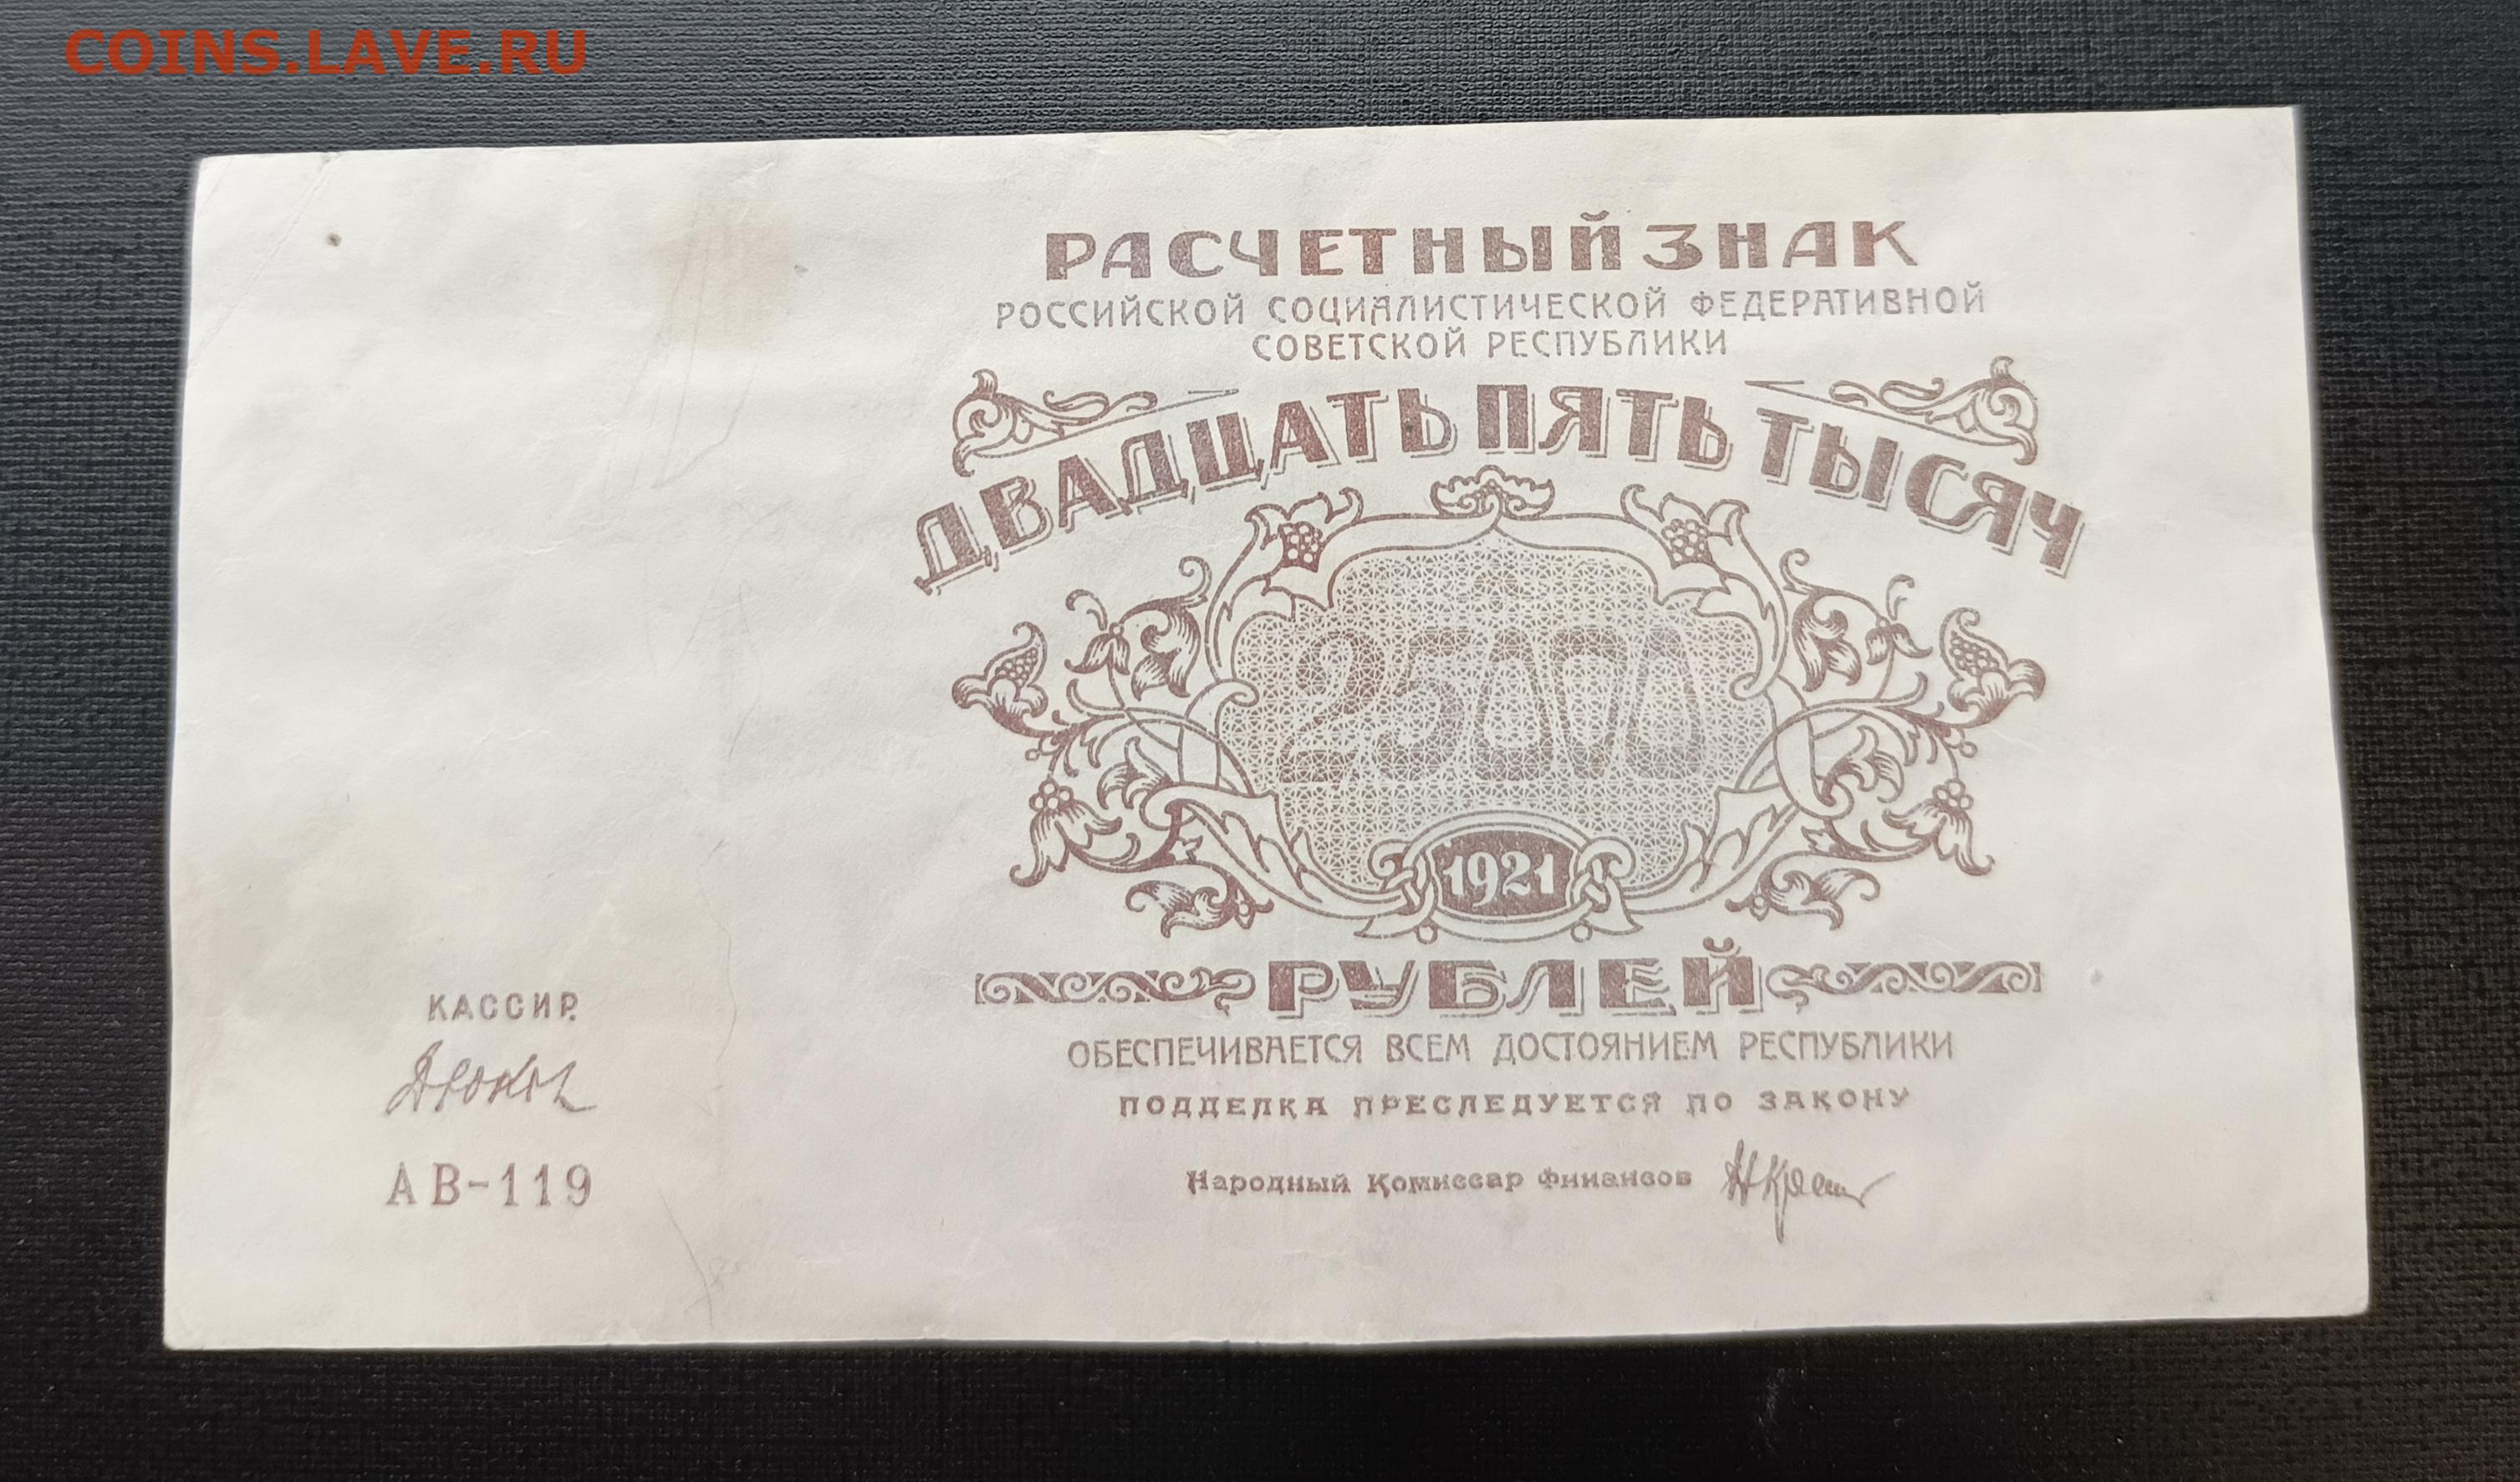 COINS.LAVE.RU
РАСЧЕТНЫЙ ЗНАК
РОССИЙСКОЙ СОЦИАЛИСТИЧЕСКОЙ ФЕДЕРАТИВНОЙ
СОВЕТСКОЙ РЕСПУБЛИКИ
ДВАДЦАТЬ ПЯТЬ ТЫСЯЧ
25000
1921
РУБЛЕЙ
ОБЕСПЕЧИВАЕТСЯ ВСЕМ ДОСТОЯНИЕМ РЕСПУБЛИКИ
ПОДДЕЛКА ПРЕСЛЕДУЕТСЯ ПО ЗАКОНУ
Народный Комиссар Финансов
КАССИР.
АВ-119